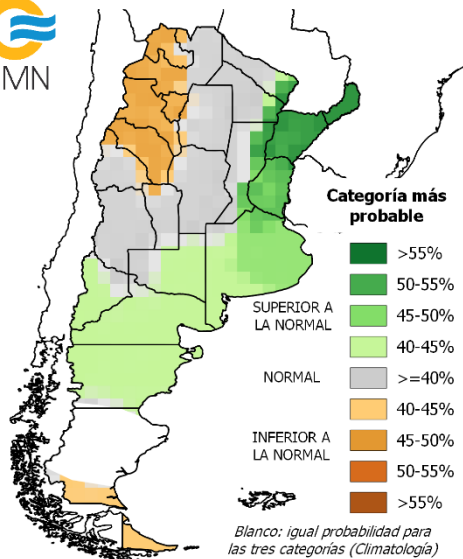 MN
Categoría más
probable
>55%
50-55%
45-50%
SUPERIOR A
LA NORMAL
40-45%
NORMAL
>=40%
40-45%
INFERIOR A
LA NORMAL
45-50%
50-55%
>55%
Blanco: igual probabilidad para
las tres categorías (Climatología)